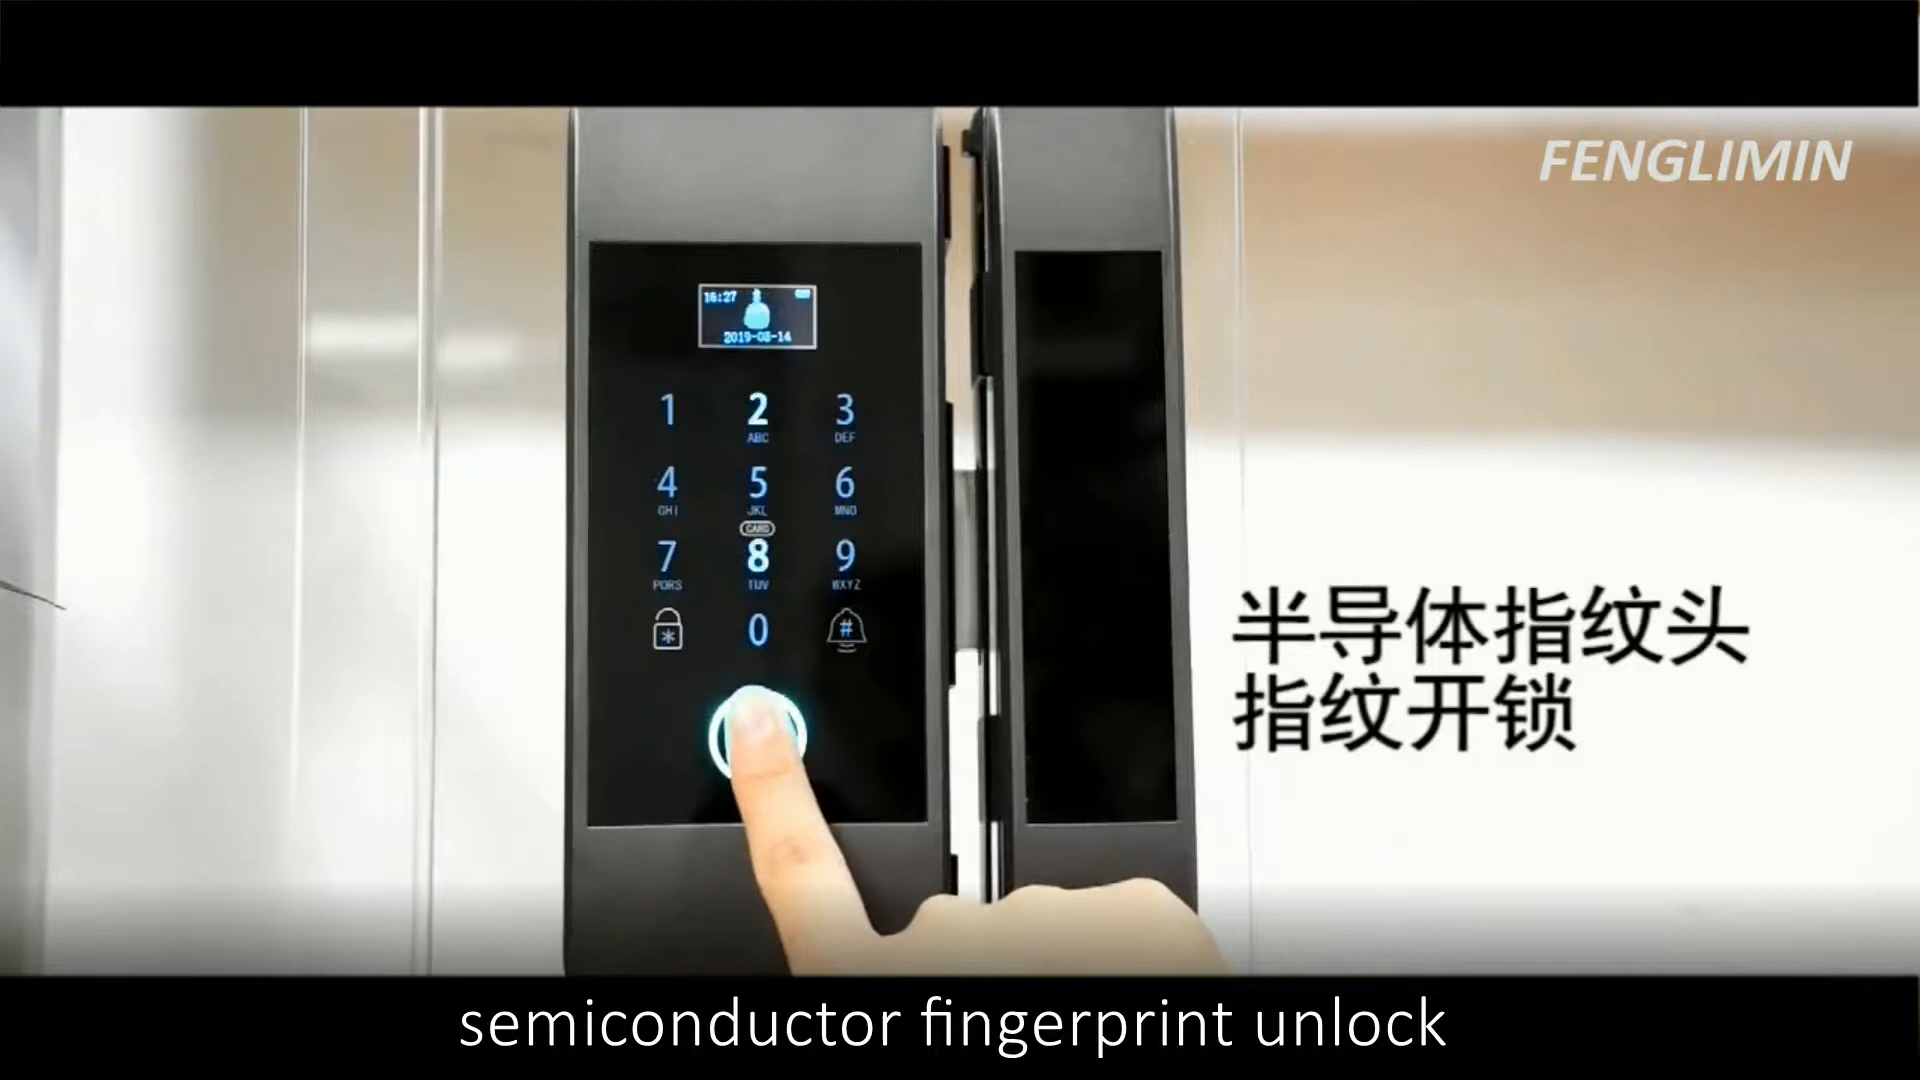 FENGLIMIN
16:27
2019-08-14
1 2 3
ABC DEF
4 5 6
GHI JKL MNO
CARD
7 8 9
PQRS TUV WXYZ
* 0 #
半导体指纹头
指纹开锁
semiconductor fingerprint unlock